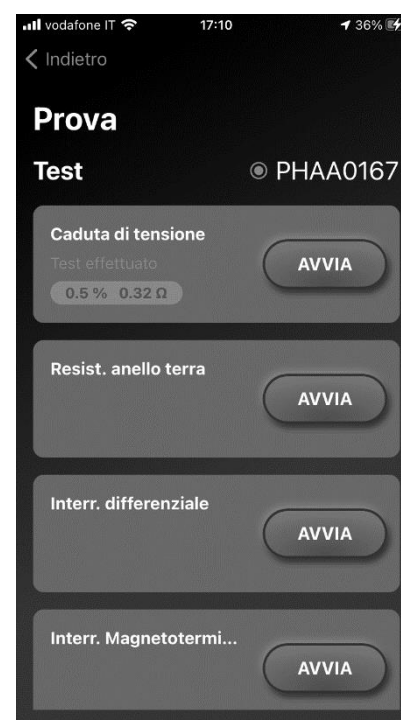 vodafone IT 17:10 36%
Indietro
Prova
Test PHAA0167
Caduta di tensione
Test effettuato
0.5 % 0.32 Ω
AVVIA
Resist. anello terra
AVVIA
Interr. differenziale
AVVIA
Interr. Magnetotermi...
AVVIA